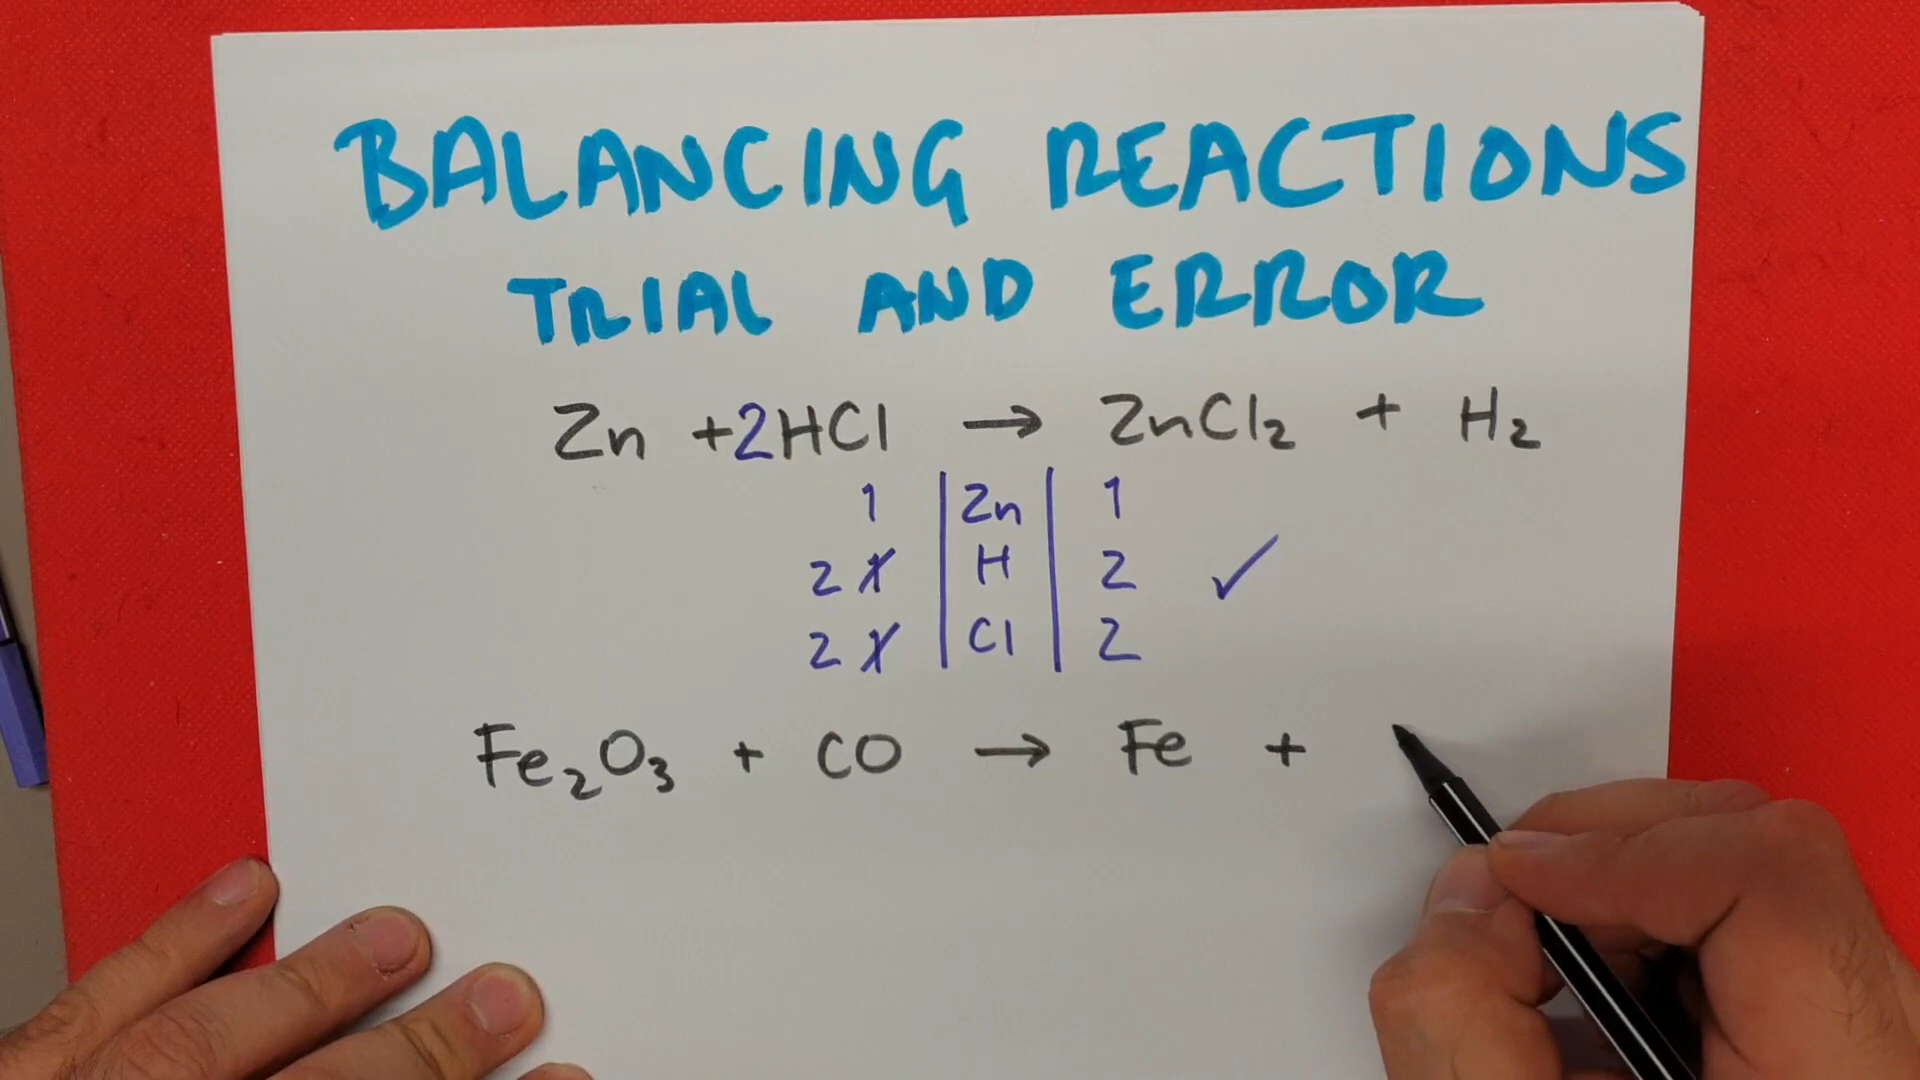 BALANCING REACTIONS
TRIAL AND ERROR
Zn + 2HCl → ZnCl₂ + H₂
1 | Zn | 1
2 1 | H | 2 ✓
2 1 | Cl | 2
Fe₂O₃ + CO → Fe +